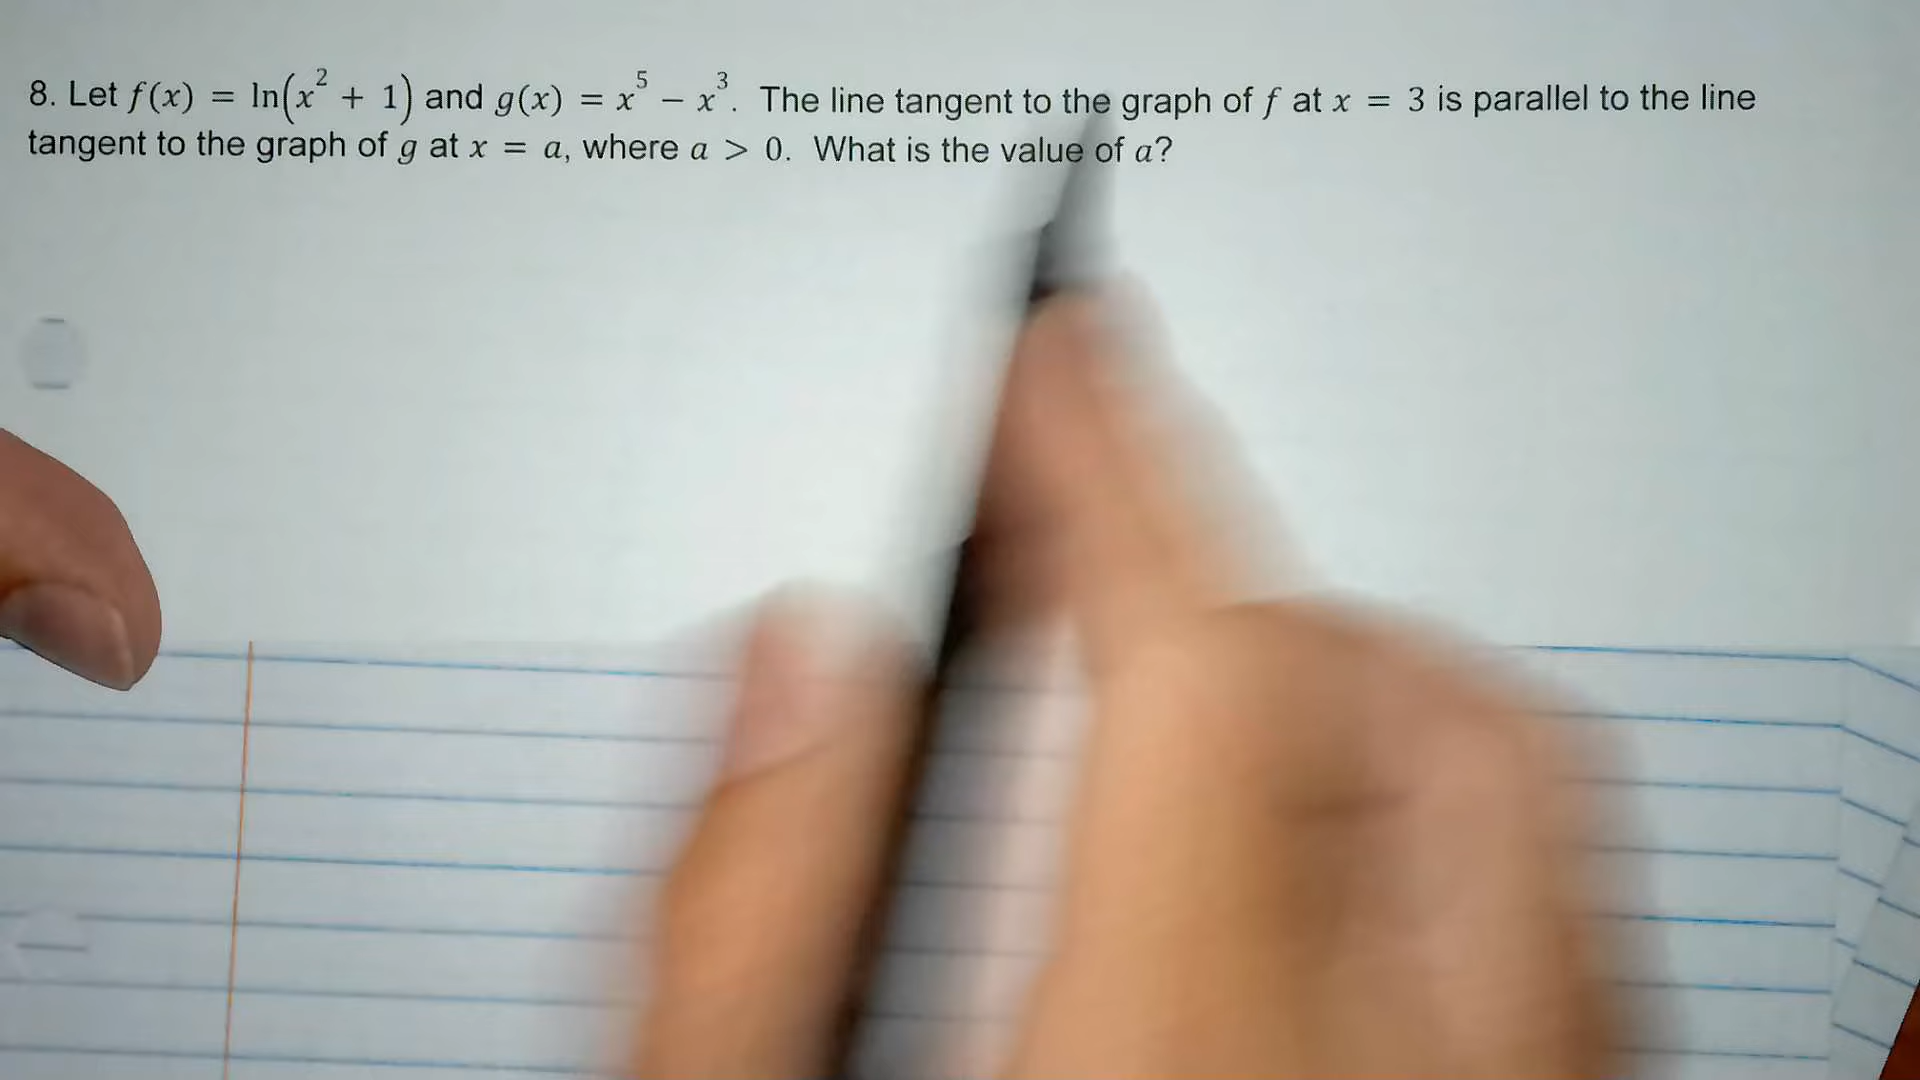 8. Let f(x) = ln(x² + 1) and g(x) = x⁵ − x³. The line tangent to the graph of f at x = 3 is parallel to the line
tangent to the graph of g at x = a, where a > 0. What is the value of a?